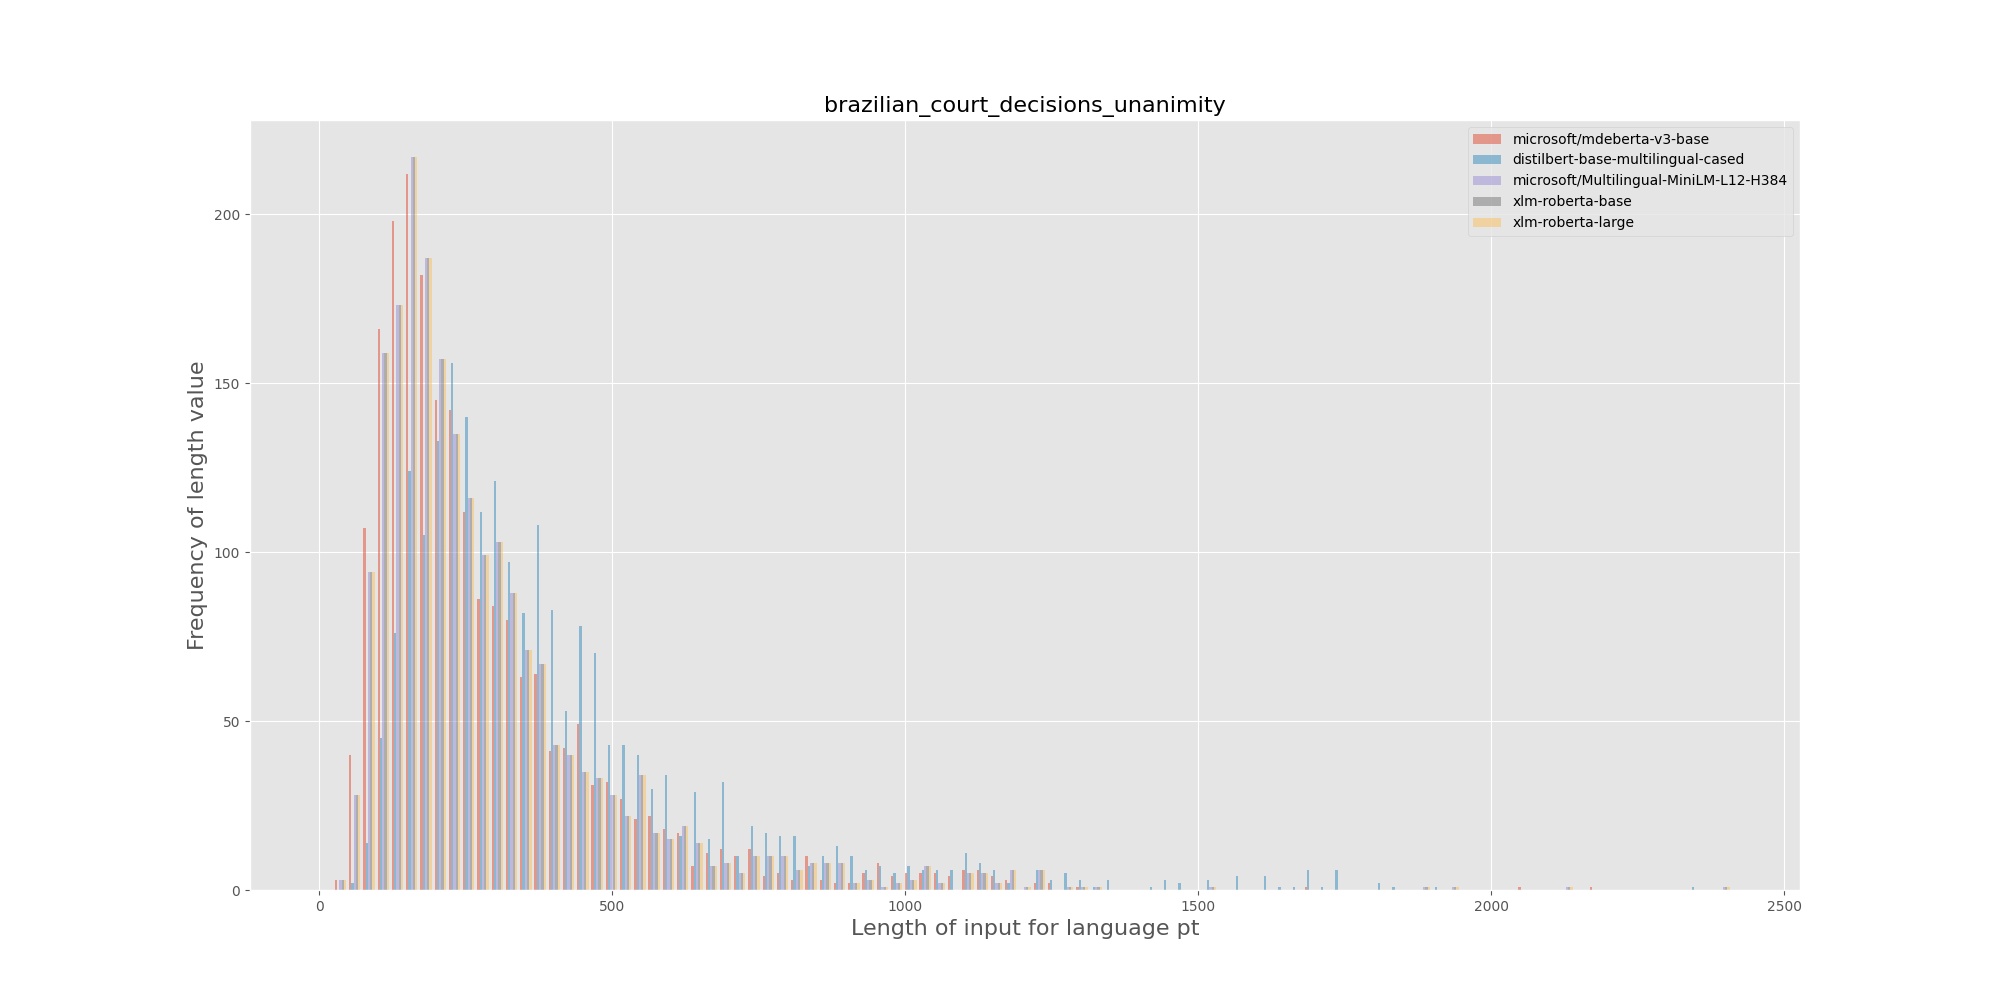 brazilian_court_decisions_unanimity
microsoft/mdeberta-v3-base
distilbert-base-multilingual-cased
microsoft/Multilingual-MiniLM-L12-H384
xlm-roberta-base
xlm-roberta-large
Frequency of length value
200
150
100
50
0
0 500 1000 1500 2000 2500
Length of input for language pt